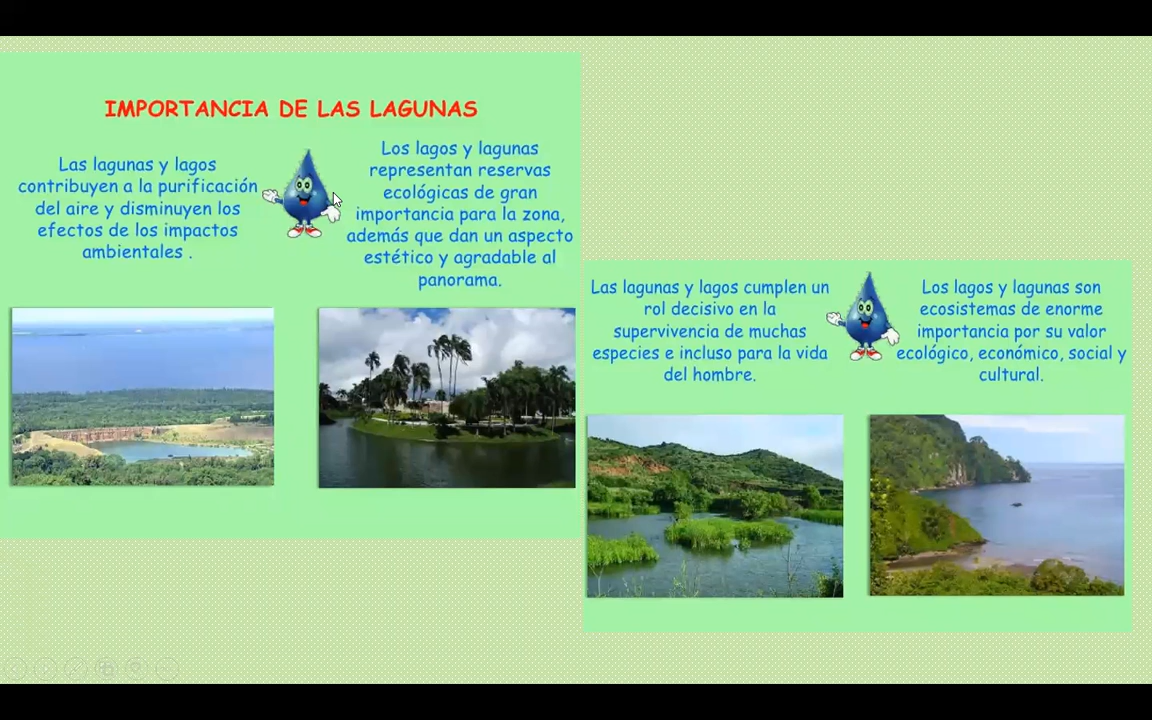 IMPORTANCIA DE LAS LAGUNAS
Las lagunas y lagos
contribuyen a la purificación
del aire y disminuyen los
efectos de los impactos
ambientales .
Los lagos y lagunas
representan reservas
ecológicas de gran
importancia para la zona,
además que dan un aspecto
estético y agradable al
panorama.
Las lagunas y lagos cumplen un
rol decisivo en la
supervivencia de muchas
especies e incluso para la vida
del hombre.
Los lagos y lagunas son
ecosistemas de enorme
importancia por su valor
ecológico, económico, social y
cultural.